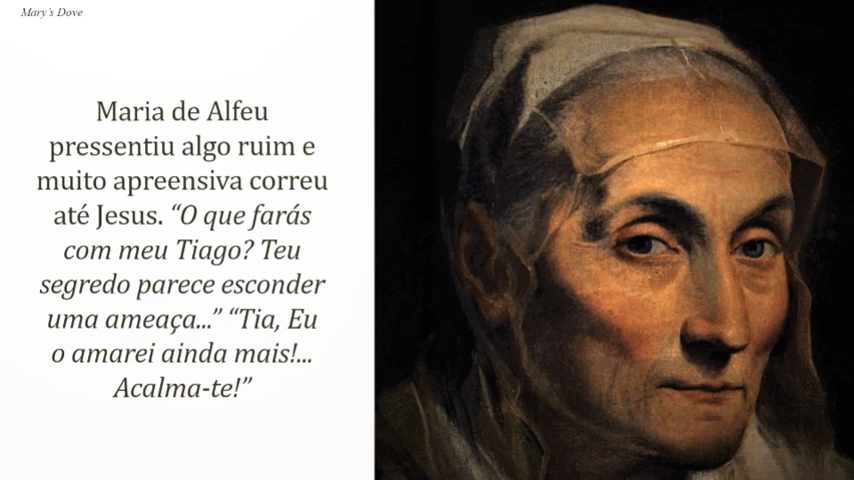 Mary's Dove
Maria de Alfeu
pressentiu algo ruim e
muito apreensiva correu
até Jesus. “O que farás
com meu Tiago? Teu
segredo parece esconder
uma ameaça...” “Tia, Eu
o amarei ainda mais!...
Acalma-te!”